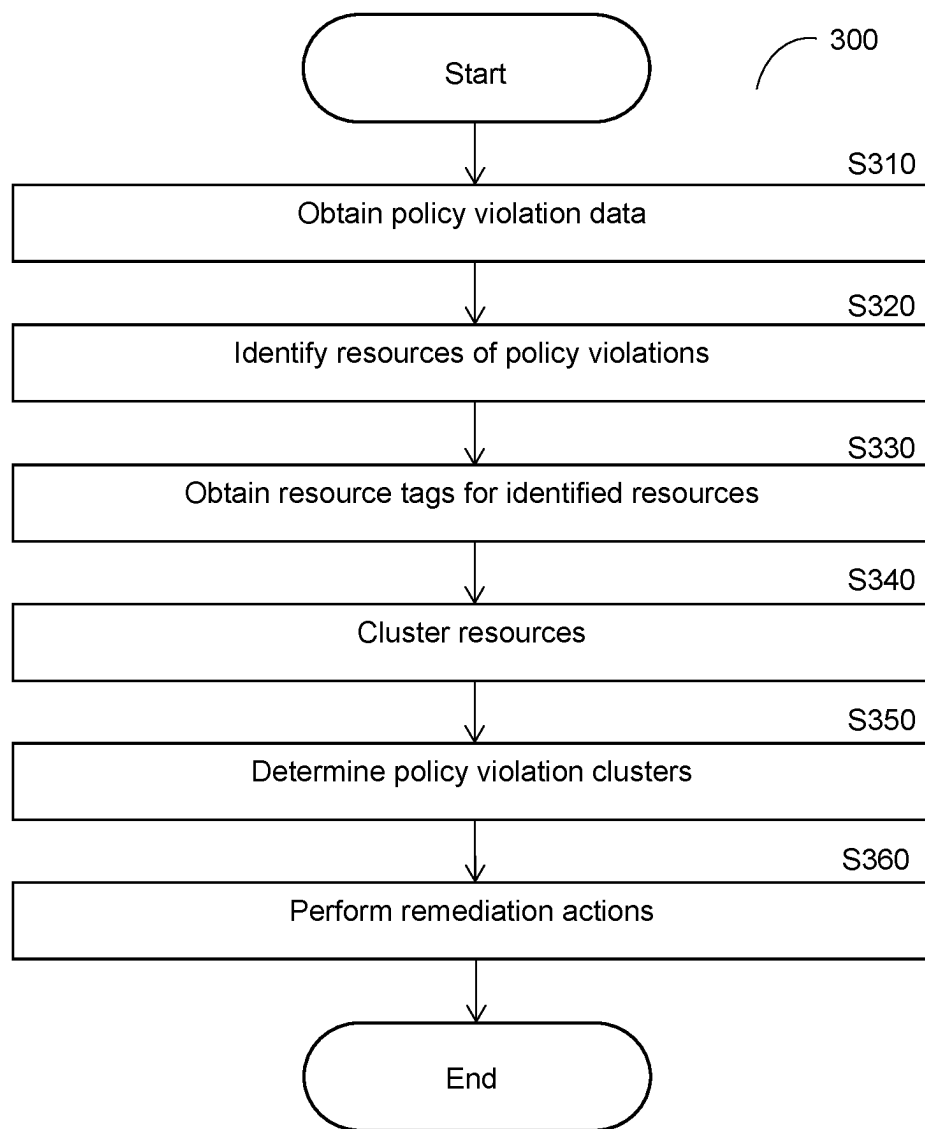 Start
300
S310
Obtain policy violation data
S320
Identify resources of policy violations
S330
Obtain resource tags for identified resources
S340
Cluster resources
S350
Determine policy violation clusters
S360
Perform remediation actions
End